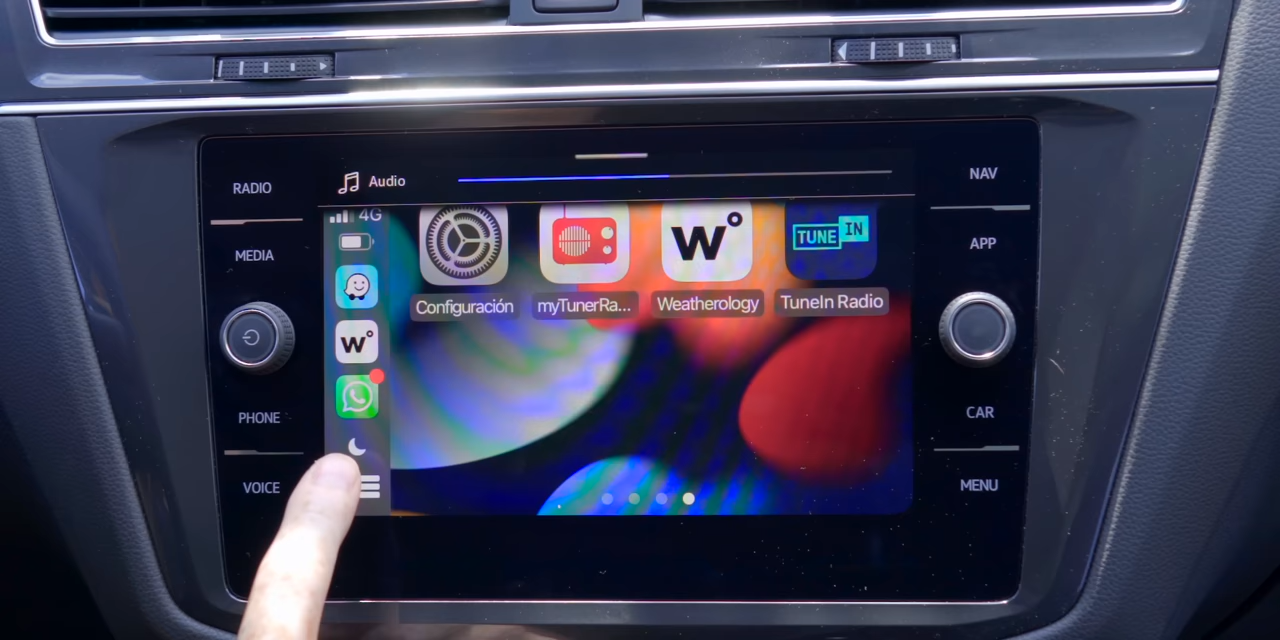 RADIO
MEDIA
PHONE
VOICE
Audio
4G
w°
Configuración
myTunerRa...
W°
Weatherology
TUNE IN
TuneIn Radio
NAV
APP
CAR
MENU